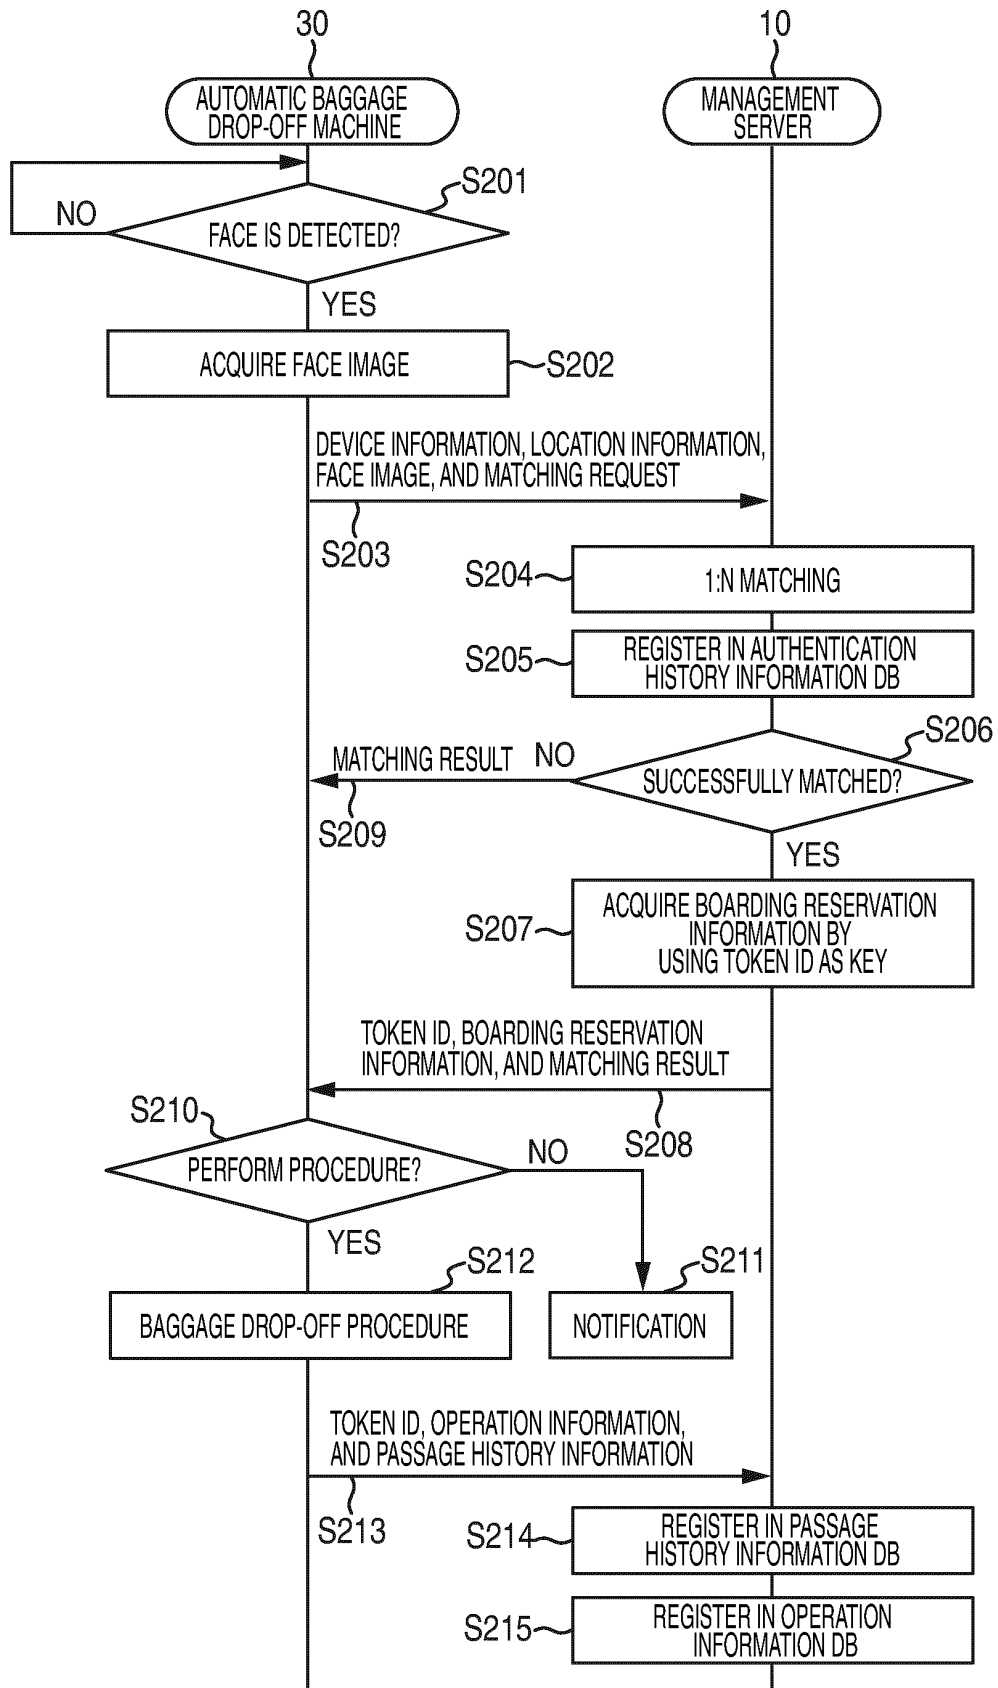 30
10
AUTOMATIC BAGGAGE
DROP-OFF MACHINE
MANAGEMENT
SERVER
S201
NO
FACE IS DETECTED?
YES
ACQUIRE FACE IMAGE
S202
DEVICE INFORMATION, LOCATION INFORMATION,
FACE IMAGE, AND MATCHING REQUEST
S203
S204
1:N MATCHING
S205
REGISTER IN AUTHENTICATION
HISTORY INFORMATION DB
S206
MATCHING RESULT
NO
SUCCESSFULLY MATCHED?
S209
YES
S207
ACQUIRE BOARDING RESERVATION
INFORMATION BY
USING TOKEN ID AS KEY
TOKEN ID, BOARDING RESERVATION
INFORMATION, AND MATCHING RESULT
S208
S210
PERFORM PROCEDURE?
NO
YES
S212
S211
BAGGAGE DROP-OFF PROCEDURE
NOTIFICATION
TOKEN ID, OPERATION INFORMATION,
AND PASSAGE HISTORY INFORMATION
S213
S214
REGISTER IN PASSAGE
HISTORY INFORMATION DB
S215
REGISTER IN OPERATION
INFORMATION DB